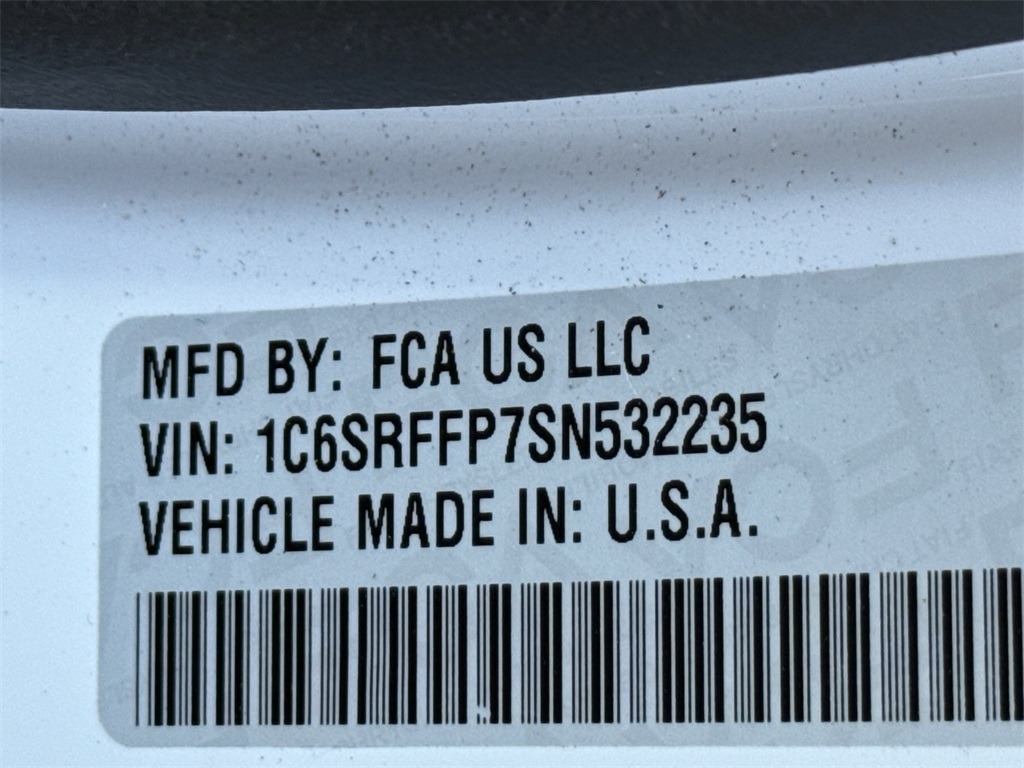 MFD BY: FCA US LLC
VIN: 1C6SRFFP7SN532235
VEHICLE MADE IN: U.S.A.